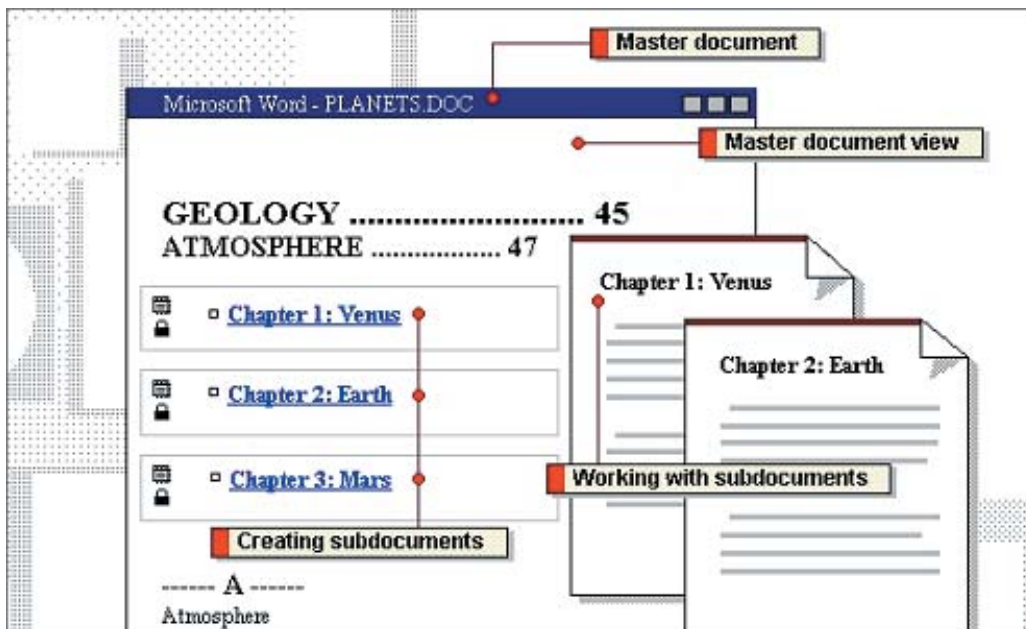 Master document
Microsoft Word - PLANETS.DOC
Master document view
GEOLOGY .......................... 45
ATMOSPHERE ................... 47
Chapter 1: Venus
Chapter 1: Venus
Chapter 2: Earth
Chapter 2: Earth
Chapter 3: Mars
Working with subdocuments
Creating subdocuments
------ A ------
Atmosphere